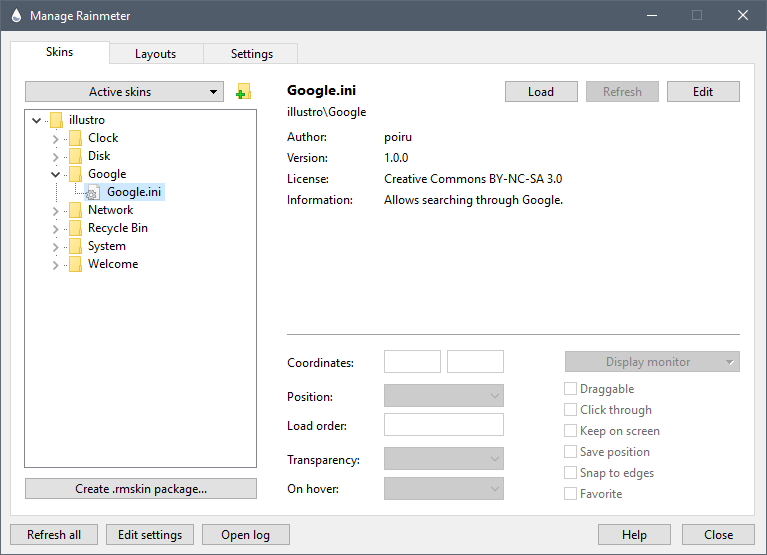 Manage Rainmeter
Skins
Layouts
Settings
Active skins
illustro
Clock
Disk
Google
Google.ini
Network
Recycle Bin
System
Welcome
Create .rmskin package...
Google.ini
Load
Refresh
Edit
illustro\Google
Author: poiru
Version: 1.0.0
License: Creative Commons BY-NC-SA 3.0
Information: Allows searching through Google.
Coordinates:
Display monitor
Position:
Load order:
Transparency:
On hover:
Draggable
Click through
Keep on screen
Save position
Snap to edges
Favorite
Refresh all
Edit settings
Open log
Help
Close